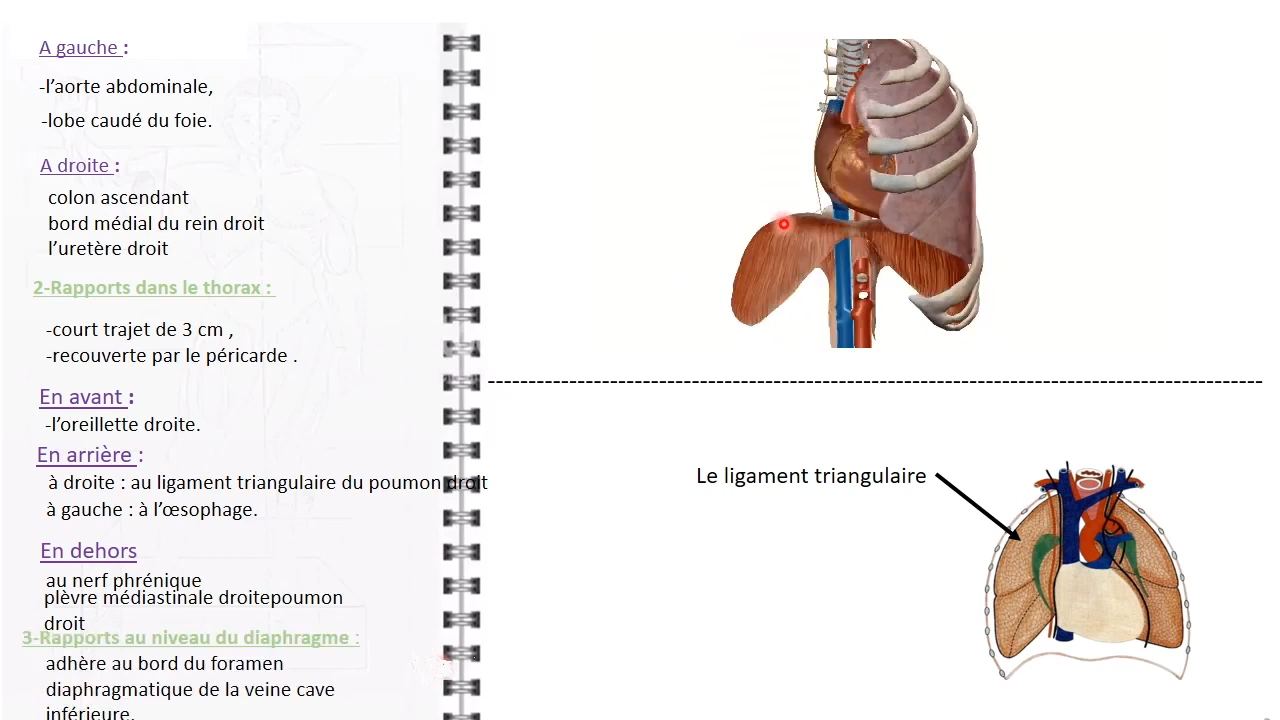 A gauche :
-l’aorte abdominale,
-lobe caudé du foie.
A droite :
colon ascendant
bord médial du rein droit
l’uretère droit
2-Rapports dans le thorax :
-court trajet de 3 cm ,
-recouverte par le péricarde .
En avant :
-l’oreillette droite.
En arrière :
à droite : au ligament triangulaire du poumon droit
à gauche : à l’œsophage.
En dehors
au nerf phrénique
plèvre médiastinale droitepoumon
droit
3-Rapports au niveau du diaphragme :
adhère au bord du foramen
diaphragmatique de la veine cave
inférieure.
Le ligament triangulaire